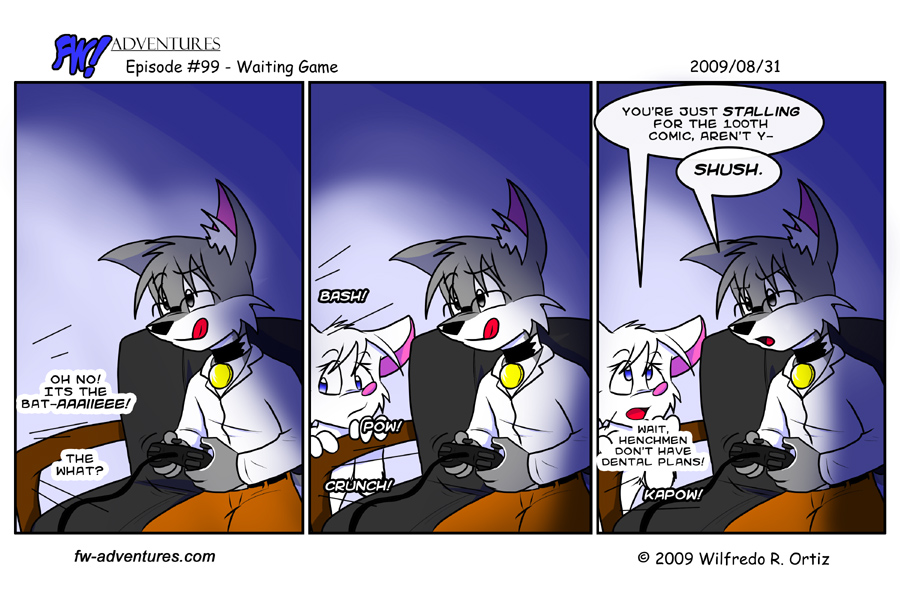 FW! ADVENTURES
Episode #99 - Waiting Game
2009/08/31
OH NO!
ITS THE
BAT-AAAIIEEE!
THE
WHAT?
BASH!
POW!
CRUNCH!
YOU'RE JUST STALLING
FOR THE 100TH
COMIC, AREN'T Y-
SHUSH.
WAIT,
HENCHMEN
DON'T HAVE
DENTAL PLANS!
KAPOW!
fw-adventures.com
© 2009 Wilfredo R. Ortiz